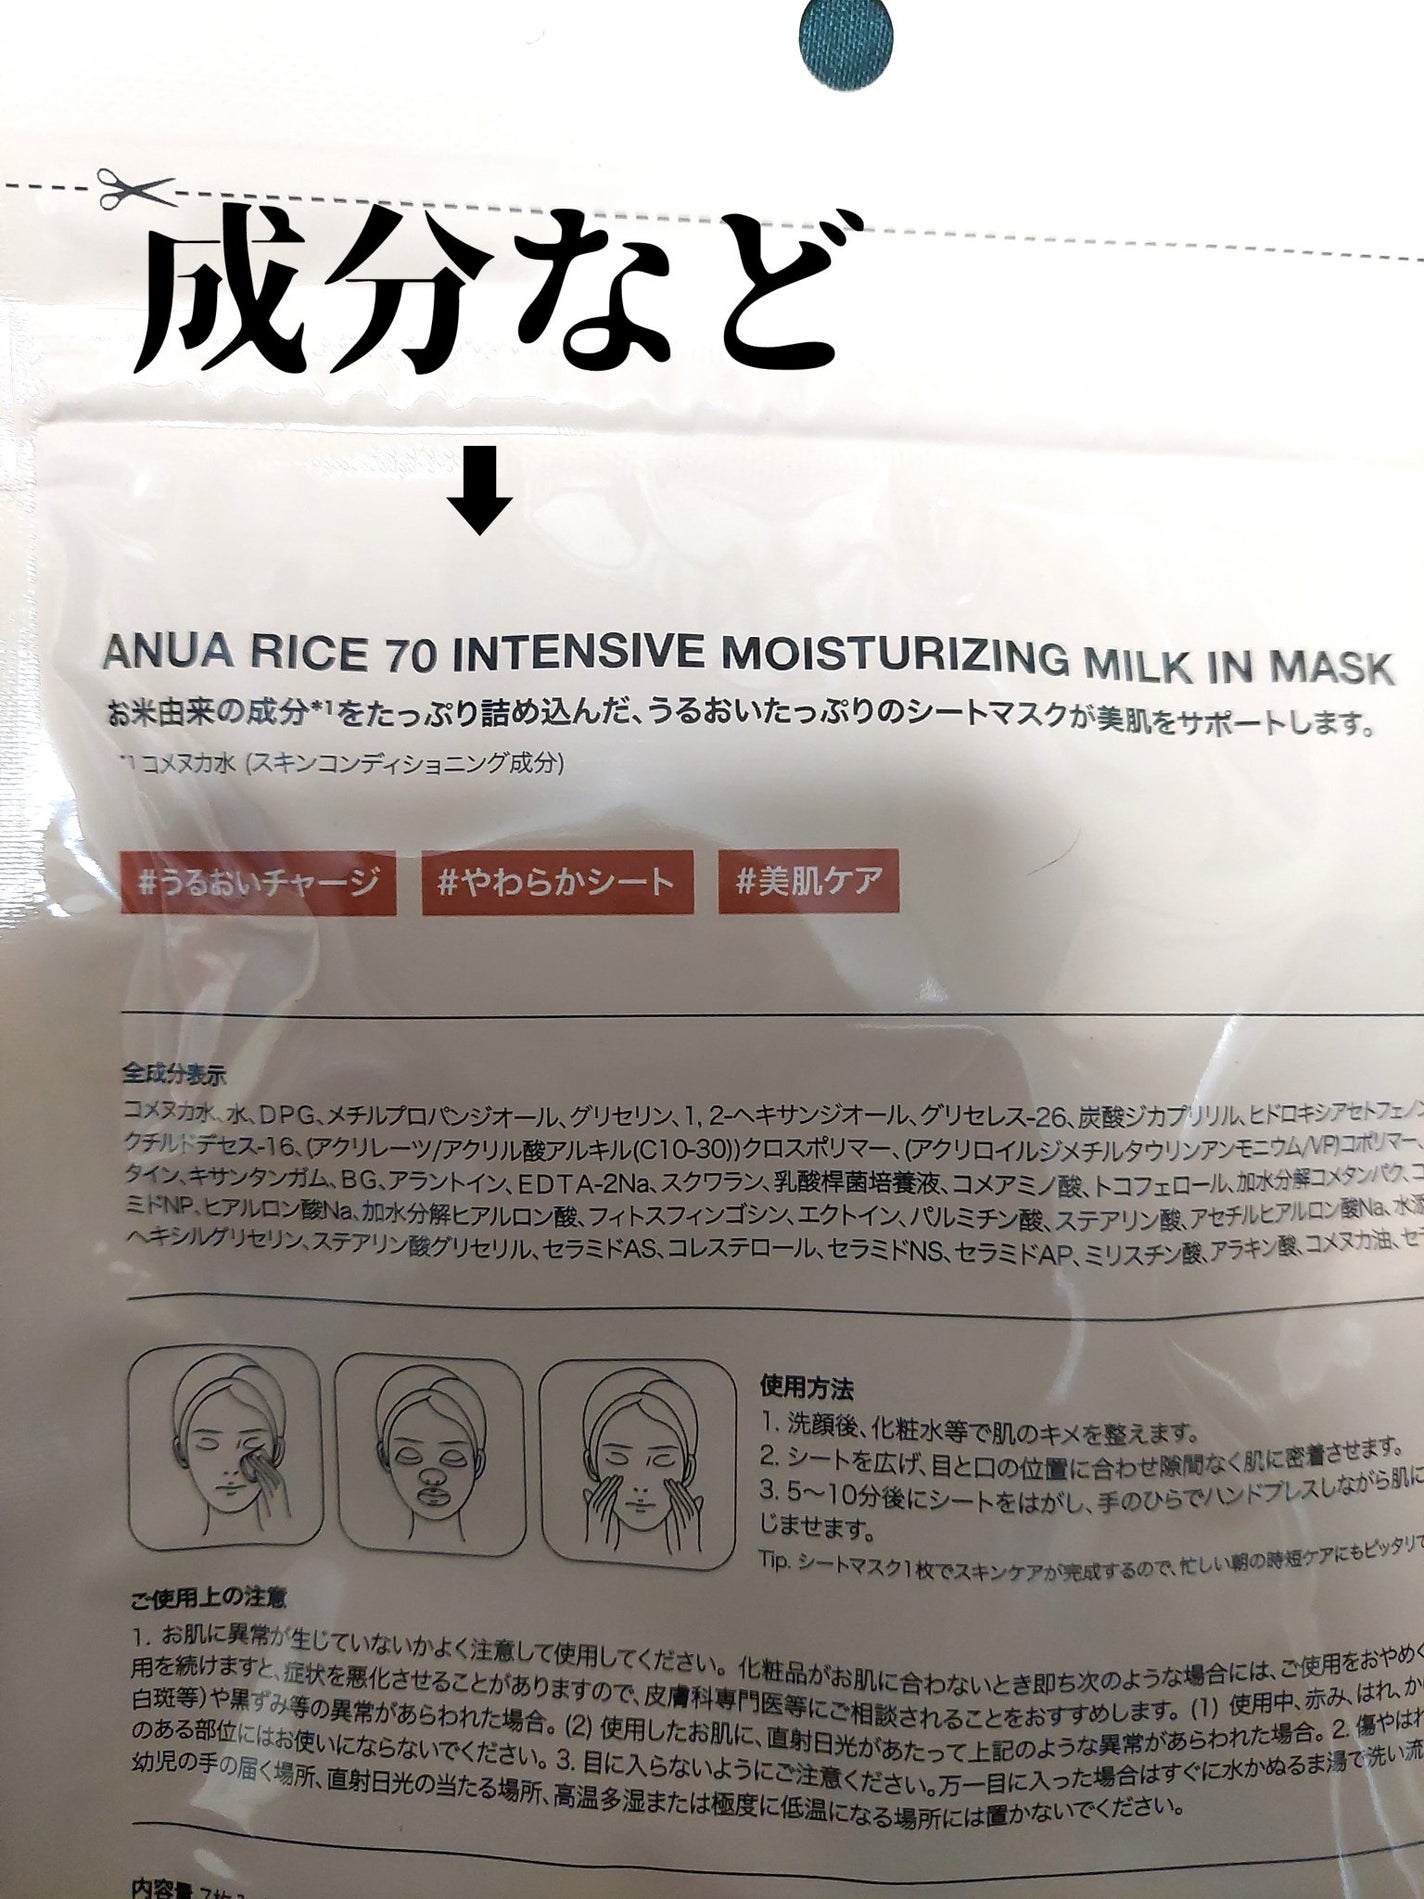 成分など
ANUA RICE 70 INTENSIVE MOISTURIZING MILK IN MASK
お米由来の成分*1をたっぷり詰め込んだ、うるおいたっぷりのシートマスクが美肌をサポートします。
*1 コメヌカ水 (スキンコンディショニング成分)
#うるおいチャージ #やわらかシート #美肌ケア
全成分表示
コメヌカ水、水、DPG、メチルプロパンジオール、グリセリン、1, 2-ヘキサンジオール、グリセレス-26、炭酸ジカプリリル、ヒドロキシアセトフェノン
クチルドデセス-16、(アクリレーツ/アクリル酸アルキル(C10-30))クロスポリマー、(アクリロイルジメチルタウリンアンモニウム/VP)コポリマー、
タイン、キサンタンガム、BG、アラントイン、EDTA-2Na、スクワラン、乳酸桿菌培養液、コメアミノ酸、トコフェロール、加水分解コメタンパク、コ
ミドNP、ヒアルロン酸Na、加水分解ヒアルロン酸、フィトスフィンゴシン、エクトイン、パルミチン酸、ステアリン酸、アセチルヒアルロン酸Na、水添
ヘキシルグリセリン、ステアリン酸グリセリル、セラミドAS、コレステロール、セラミドNS、セラミドAP、ミリスチン酸、アラキン酸、コメヌカ油、セラ
使用方法
1. 洗顔後、化粧水等で肌のキメを整えます。
2. シートを広げ、目と口の位置に合わせ隙間なく肌に密着させます。
3. 5〜10分後にシートをはがし、手のひらでハンドプレスしながら肌に
じませます。
Tip. シートマスク1枚でスキンケアが完成するので、忙しい朝の時短ケアにもピッタリで
ご使用上の注意
1. お肌に異常が生じていないかよく注意して使用してください。化粧品がお肌に合わないとき即ち次のような場合には、ご使用をおやめく
用を続けますと、症状を悪化させることがありますので、皮膚科専門医等にご相談されることをおすすめします。(1) 使用中、赤み、はれ、か
白斑等)や黒ずみ等の異常があらわれた場合。(2) 使用したお肌に、直射日光があたって上記のような異常があらわれた場合。2. 傷やはれ
のある部位にはお使いにならないでください。3. 目に入らないようにご注意ください。万一目に入った場合はすぐに水かぬるま湯で洗い流
幼児の手の届く場所、直射日光の当たる場所、高温多湿または極度に低温になる場所には置かないでください。
内容量 7枚